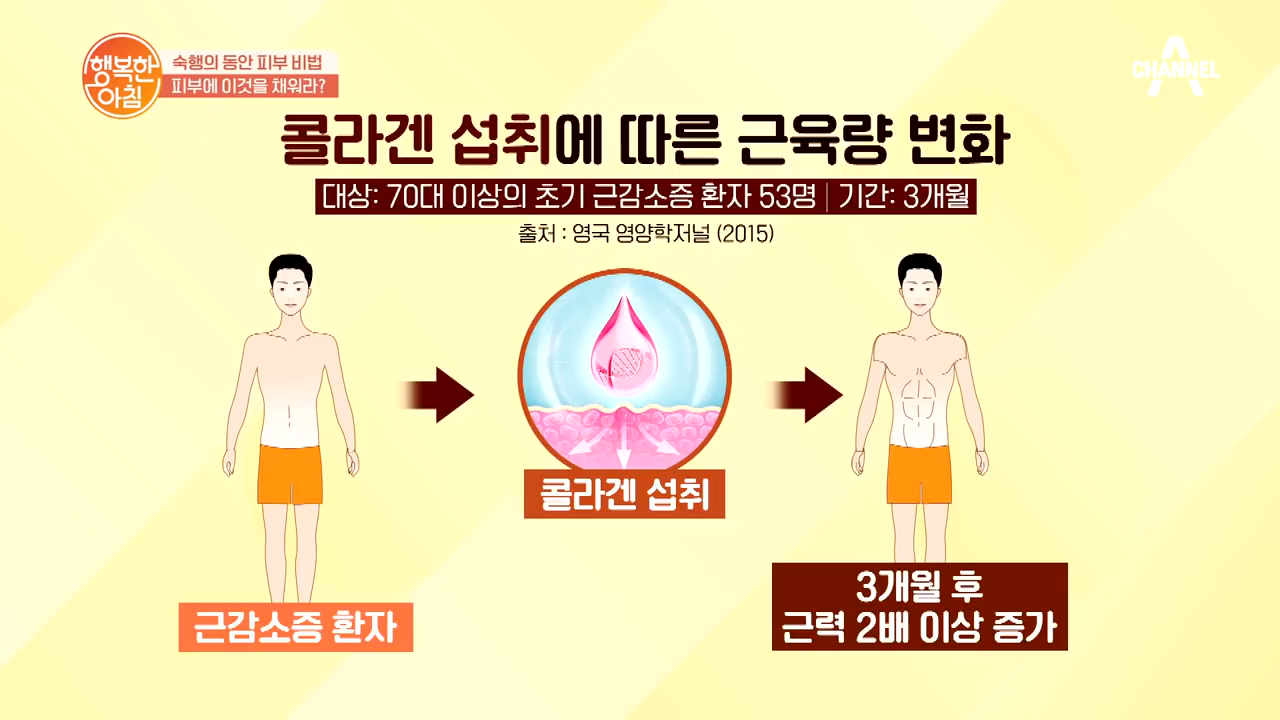 행복한
아침
숙행의 동안 피부 비법
피부에 이것을 채워라?
CHANNEL
콜라겐 섭취에 따른 근육량 변화
대상: 70대 이상의 초기 근감소증 환자 53명 | 기간: 3개월
출처 : 영국 영양학저널 (2015)
콜라겐 섭취
근감소증 환자
3개월 후
근력 2배 이상 증가